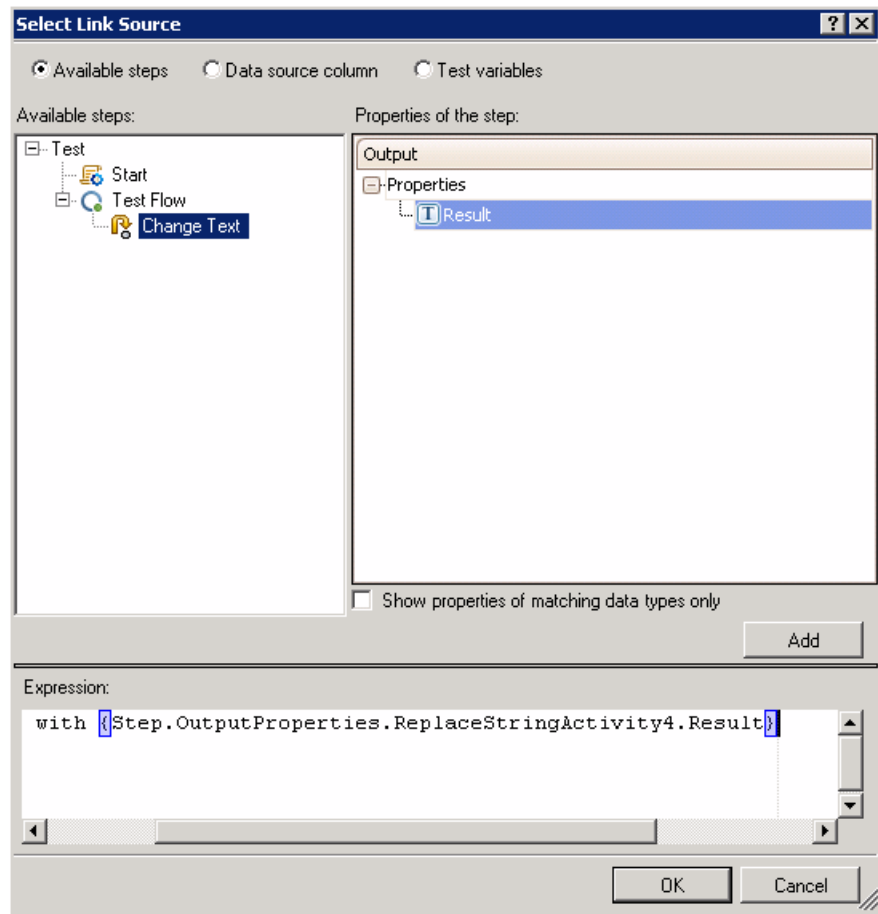 Select Link Source
Available steps Data source column Test variables
Available steps: Properties of the step:
Test
Start
Test Flow
Change Text
Output
Properties
T Result
Show properties of matching data types only
Add
Expression:
with {Step.OutputProperties.ReplaceStringActivity4.Result}
OK Cancel